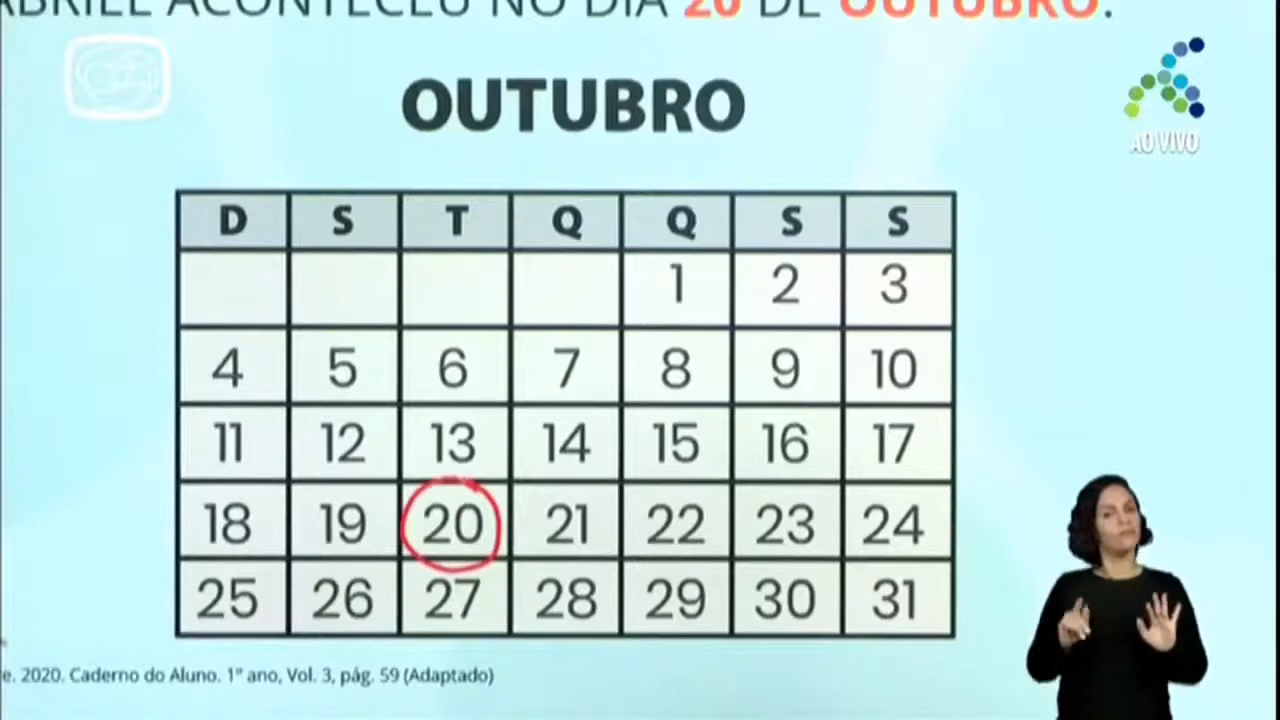 ABRIEL ACONTECEU NO DIA 20 DE OUTUBRO.
OUTUBRO
AO VIVO
D S T Q Q S S
1 2 3
4 5 6 7 8 9 10
11 12 13 14 15 16 17
18 19 20 21 22 23 24
25 26 27 28 29 30 31
e. 2020. Caderno do Aluno. 1º ano, Vol. 3, pág. 59 (Adaptado)